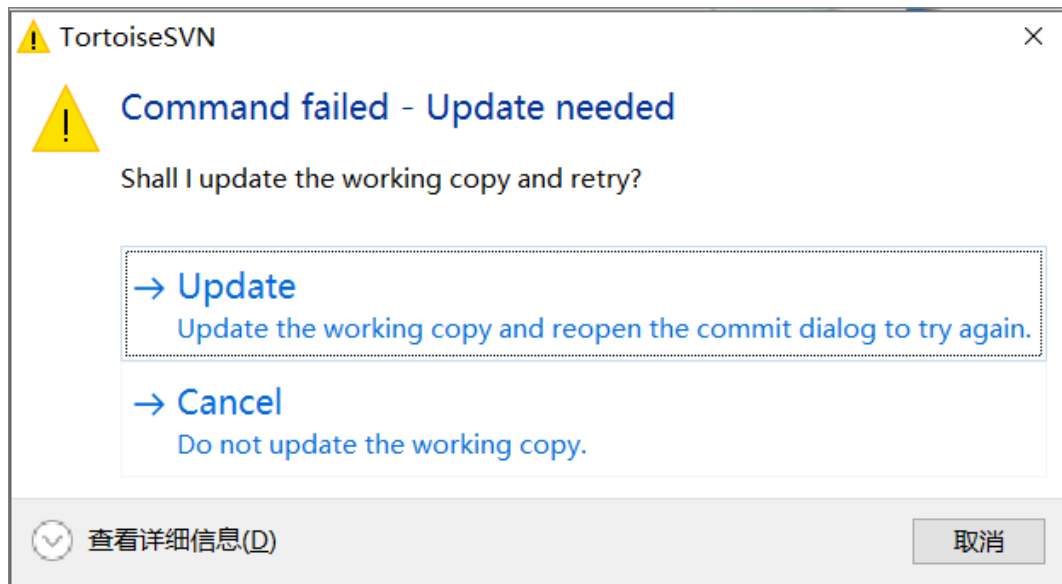 TortoiseSVN
Command failed - Update needed
Shall I update the working copy and retry?
→ Update
Update the working copy and reopen the commit dialog to try again.
→ Cancel
Do not update the working copy.
查看详细信息(D)
取消